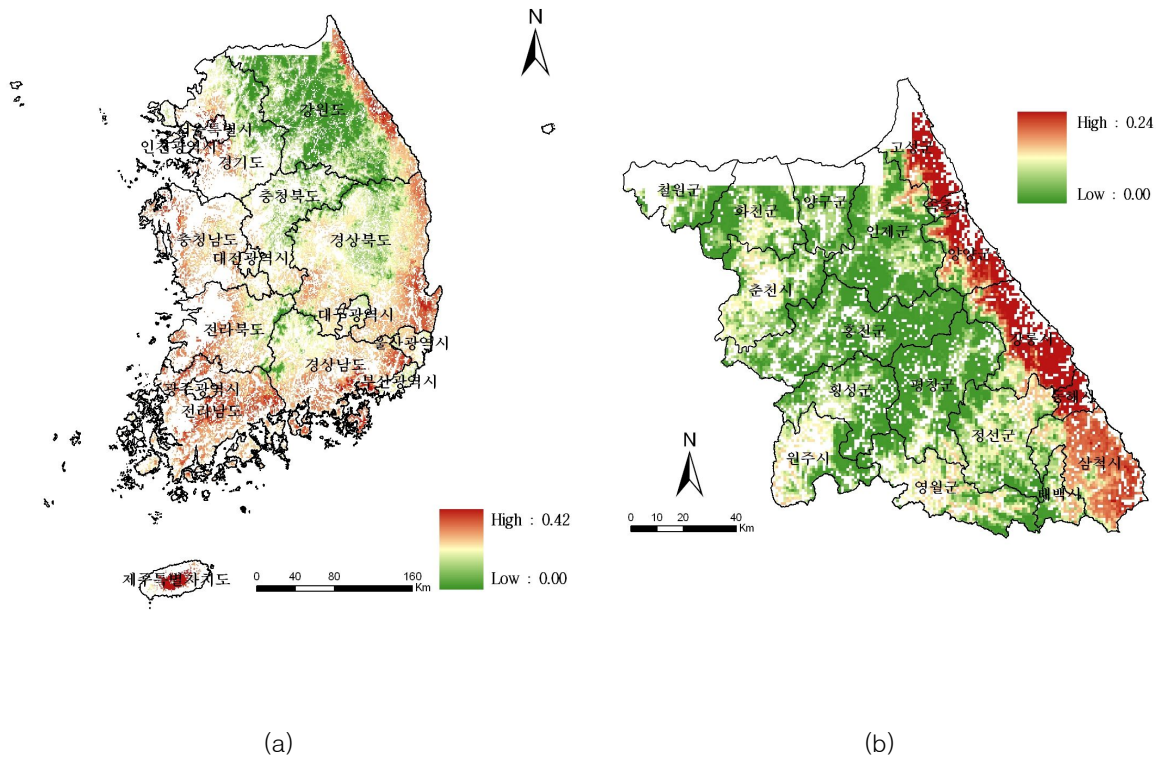 N
강원도
서울특별시
인천광역시
경기도
충청북도
충청남도
경상북도
대전광역시
대구광역시
전라북도
울산광역시
경상남도
부산광역시
광주광역시
전라남도
제주특별자치도
High : 0.42
Low : 0.00
0 40 80 160
Km
(a)
High : 0.24
Low : 0.00
고성군
철원군
화천군
양구군
인제군
양양군
춘천시
홍천군
강릉시
횡성군
평창군
정선군
원주시
삼척시
영월군
태백시
N
0 10 20 40
Km
(b)